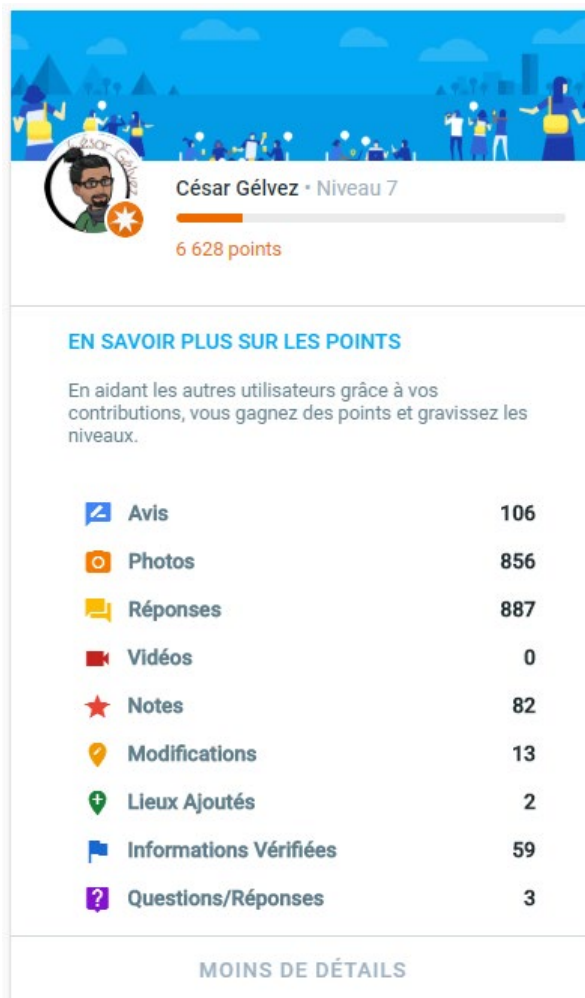 César Gélvez
César Gélvez • Niveau 7
6 628 points
EN SAVOIR PLUS SUR LES POINTS
En aidant les autres utilisateurs grâce à vos
contributions, vous gagnez des points et gravissez les
niveaux.
Avis 106
Photos 856
Réponses 887
Vidéos 0
Notes 82
Modifications 13
Lieux Ajoutés 2
Informations Vérifiées 59
Questions/Réponses 3
MOINS DE DÉTAILS